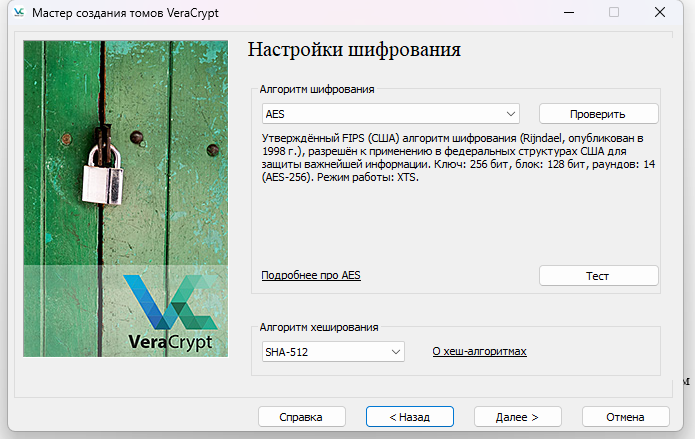 Мастер создания томов VeraCrypt
Настройки шифрования
Алгоритм шифрования
AES
Проверить
Утверждённый FIPS (США) алгоритм шифрования (Rijndael, опубликован в
1998 г.), разрешён к применению в федеральных структурах США для
защиты важнейшей информации. Ключ: 256 бит, блок: 128 бит, раундов: 14
(AES-256). Режим работы: XTS.
Подробнее про AES
Тест
VeraCrypt
Алгоритм хеширования
SHA-512
О хеш-алгоритмах
Справка
< Назад
Далее >
Отмена